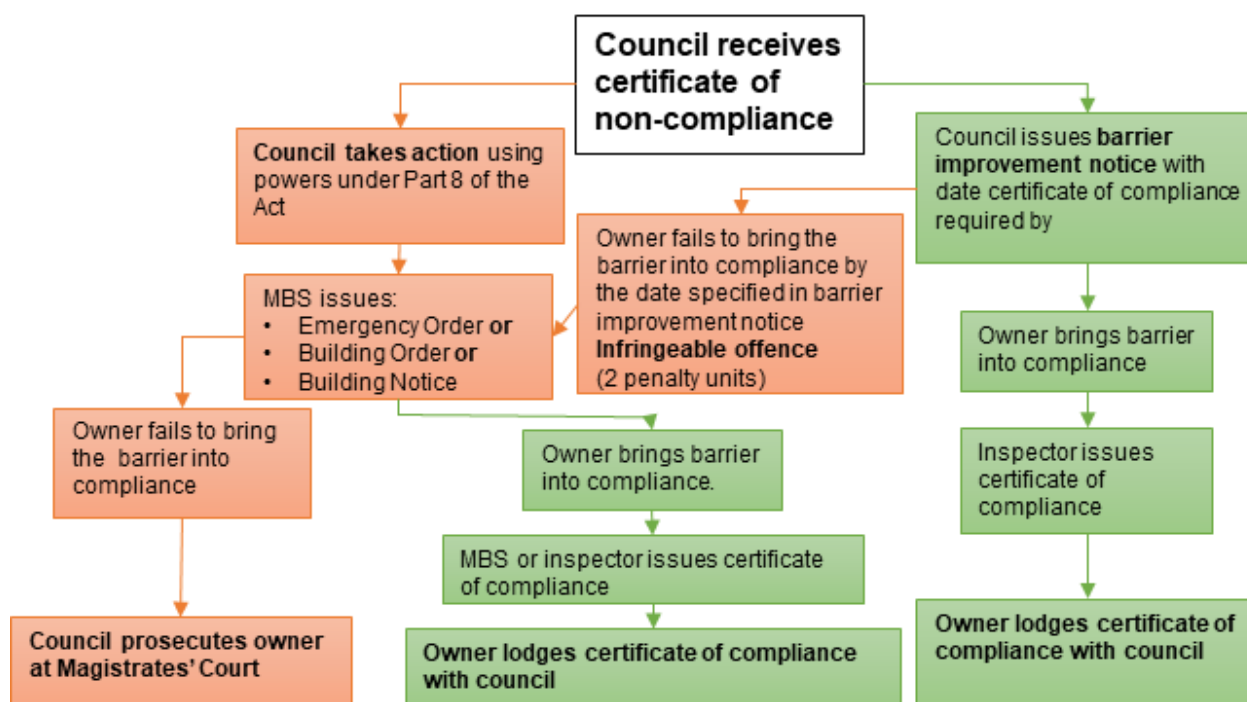 Council receives
certificate of
non-compliance
Council takes action using
powers under Part 8 of the
Act
Council issues barrier
improvement notice with
date certificate of compliance
required by
Owner fails to bring the
barrier into compliance by
the date specified in barrier
improvement notice
Infringeable offence
(2 penalty units)
MBS issues:
• Emergency Order or
• Building Order or
• Building Notice
Owner brings barrier
into compliance
Owner fails to bring
the barrier into
compliance
Owner brings barrier
into compliance.
Inspector issues
certificate of
compliance
MBS or inspector issues certificate
of compliance
Council prosecutes owner
at Magistrates' Court
Owner lodges certificate of compliance
with council
Owner lodges certificate of
compliance with council